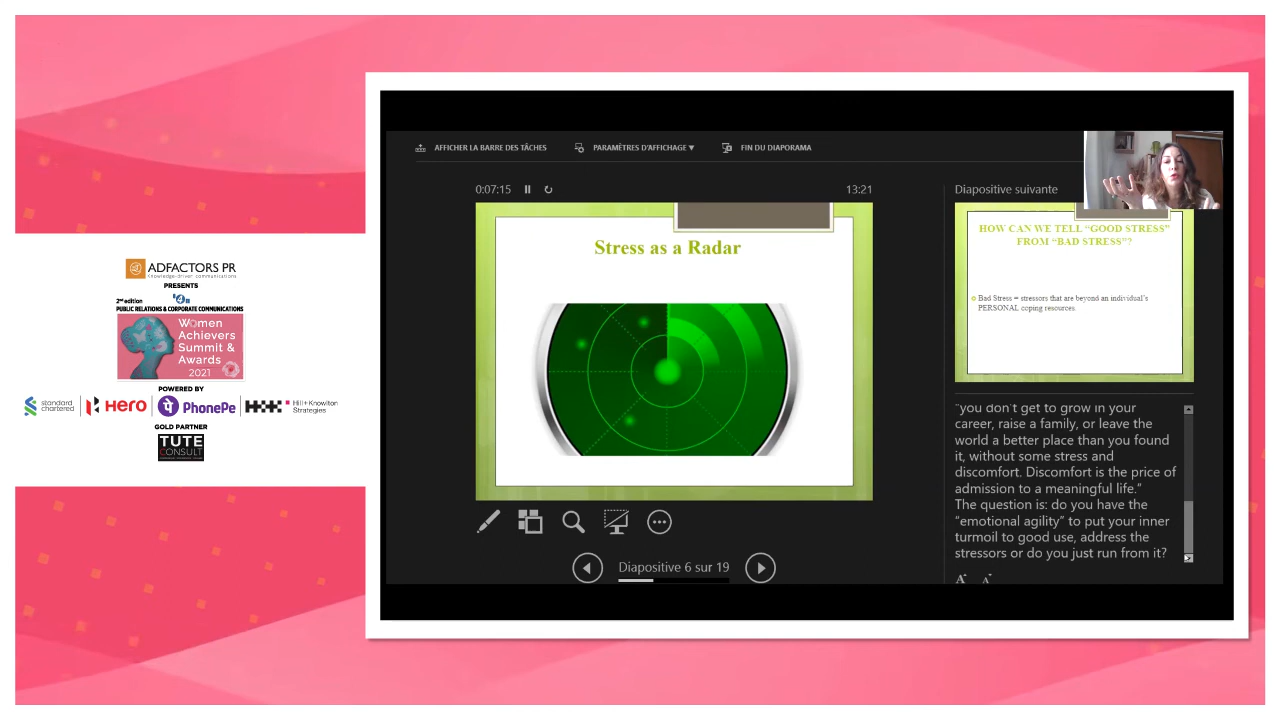 ADFACTORS PR
Knowledge-driven communications
PRESENTS
2nd edition
PUBLIC RELATIONS & CORPORATE COMMUNICATIONS
Women
Achievers
Summit &
Awards
2021
POWERED BY
standard
chartered
Hero
PhonePe
H+K
Hill+Knowlton
Strategies
GOLD PARTNER
TUTE
CONSULT
AFFICHER LA BARRE DES TÂCHES
PARAMÈTRES D'AFFICHAGE ▼
FIN DU DIAPORAMA
0:07:15
13:21
Stress as a Radar
Diapositive 6 sur 19
Diapositive suivante
HOW CAN WE TELL “GOOD STRESS”
FROM “BAD STRESS”?
Bad Stress = stressors that are beyond an individual’s
PERSONAL coping resources.
"you don't get to grow in your
career, raise a family, or leave the
world a better place than you found
it, without some stress and
discomfort. Discomfort is the price of
admission to a meaningful life."
The question is: do you have the
"emotional agility" to put your inner
turmoil to good use, address the
stressors or do you just run from it?
A A